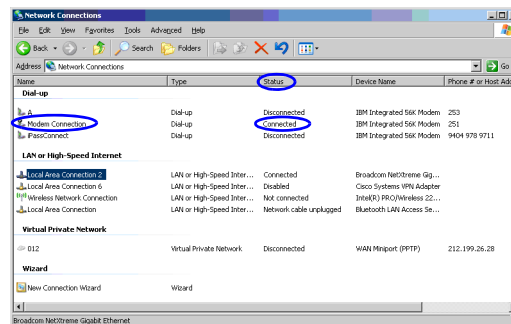 Network Connections
File Edit View Favorites Tools Advanced Help
Back Search Folders
Address Network Connections Go
Name Type Status Device Name Phone # or Host Add
Dial-up
A Dial-up Disconnected IBM Integrated 56K Modem 253
Modem Connection Dial-up Connected IBM Integrated 56K Modem 251
iPassConnect Dial-up Disconnected IBM Integrated 56K Modem 9404 978 9711
LAN or High-Speed Internet
Local Area Connection 2 LAN or High-Speed Inter... Connected Broadcom NetXtreme Gig...
Local Area Connection 6 LAN or High-Speed Inter... Disabled Cisco Systems VPN Adapter
Wireless Network Connection LAN or High-Speed Inter... Not connected Intel(R) PRO/Wireless 22...
Local Area Connection LAN or High-Speed Inter... Network cable unplugged Bluetooth LAN Access Se...
Virtual Private Network
012 Virtual Private Network Disconnected WAN Miniport (PPTP) 212.199.26.28
Wizard
New Connection Wizard Wizard
Broadcom NetXtreme Gigabit Ethernet